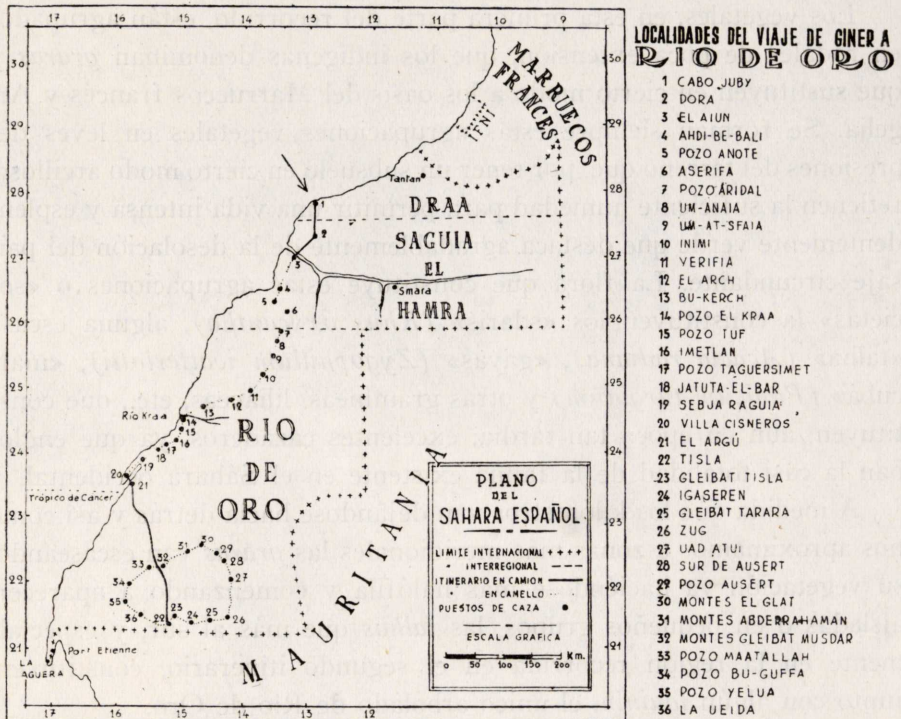 LOCALIDADES DEL VIAJE DE GINER A
RIO DE ORO
1 CABO JUBY
2 DORA
3 EL AIUN
4 AHD-BE-BALI
5 POZO ANOTE
6 ASERIFA
7 POZO ÁRIDAL
8 UM-ANAIA
9 UM-AT-SFAIA
10 INIMI
11 VERIFIA
12 EL ARCH
13 BU-KERCH
14 POZO EL KRAA
15 POZO TUF
16 IMETLAN
17 POZO TAGUERSIMET
18 JATUTA-EL-BAR
19 SEBJA RAGUIA
20 VILLA CISNEROS
21 EL ARGÚ
22 TISLA
23 GLEIBAT TISLA
24 IGASEREN
25 GLEIBAT TARARA
26 ZUG
27 UAD ATUI
28 SUR DE AUSERT
29 POZO AUSERT
30 MONTES EL GLAT
31 MONTES ABDERRAHAMAN
32 MONTES GLEIBAT MUSDAR
33 POZO MAATALLAH
34 POZO BU-GUFFA
35 POZO YELUA
36 LA UEIDA
17 16 15 14 13 12 11 10 9
30
29
28
27
26
25
24
23
22
21
MARRUECOS
FRANCES
IFNI
Tantan
DRAA
SAGUIA
EL
HAMRA
Smara
Río Kraa
RIO
DE
ORO
Trópico de Cáncer
MAURITANIA
Port Etienne
LA
AGUERA
17 16 15 14 13 12
PLANO
DEL
SAHARA ESPAÑOL
LIMITE INTERNACIONAL
" INTERREGIONAL
ITINERARIO EN CAMION
" EN CAMELLO
PUESTOS DE CAZA
ESCALA GRAFICA
50 100 150 200 Km.